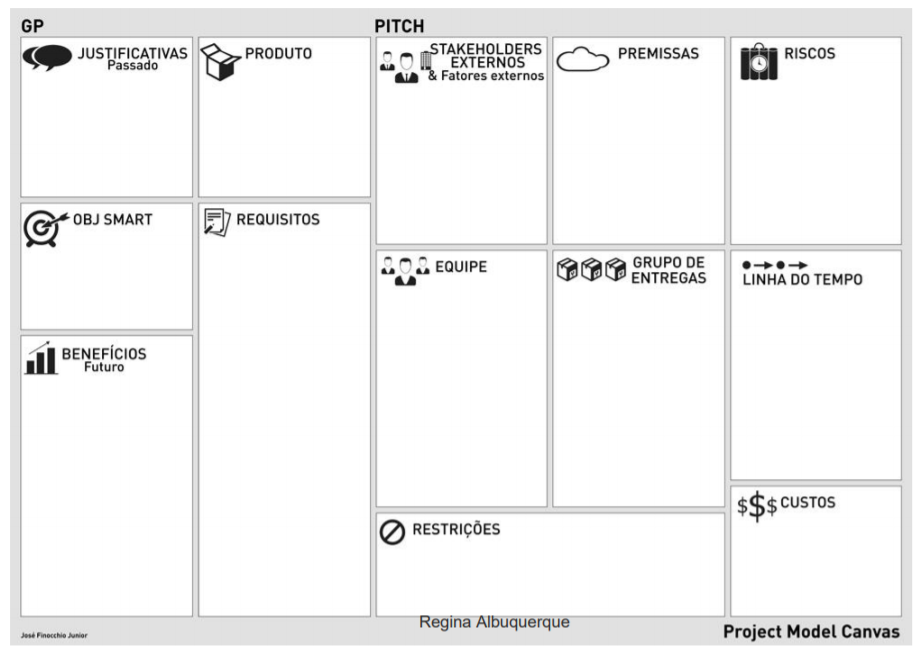 GP
PITCH
JUSTIFICATIVAS
Passado
PRODUTO
STAKEHOLDERS
EXTERNOS
& Fatores externos
PREMISSAS
RISCOS
OBJ SMART
REQUISITOS
EQUIPE
GRUPO DE
ENTREGAS
LINHA DO TEMPO
BENEFÍCIOS
Futuro
$$$ CUSTOS
RESTRIÇÕES
Regina Albuquerque
José Finocchio Junior
Project Model Canvas